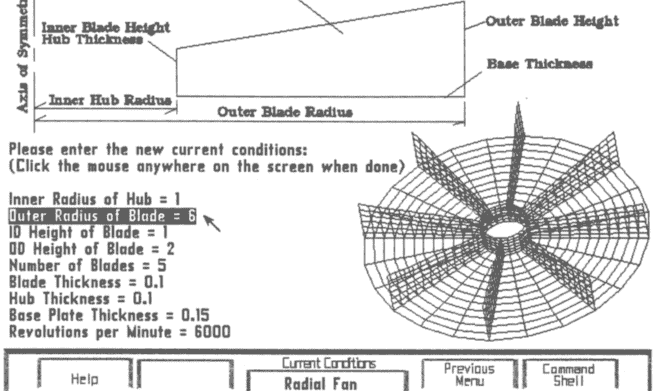 Axis of Symmetr
Inner Blade Height
Hub Thickness
Outer Blade Height
Base Thickness
Inner Hub Radius
Outer Blade Radius
Please enter the new current conditions:
(Click the mouse anywhere on the screen when done)
Inner Radius of Hub = 1
Outer Radius of Blade = 6
ID Height of Blade = 1
OD Height of Blade = 2
Number of Blades = 5
Blade Thickness = 0.1
Hub Thickness = 0.1
Base Plate Thickness = 0.15
Revolutions per Minute = 6000
Current Conditions
Help
Radial Fan
Previous Menu
Command Shell